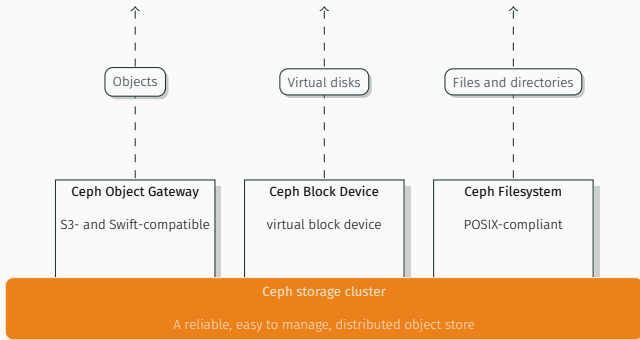 Objects
Virtual disks
Files and directories
Ceph Object Gateway
S3- and Swift-compatible
Ceph Block Device
virtual block device
Ceph Filesystem
POSIX-compliant
Ceph storage cluster
A reliable, easy to manage, distributed object store